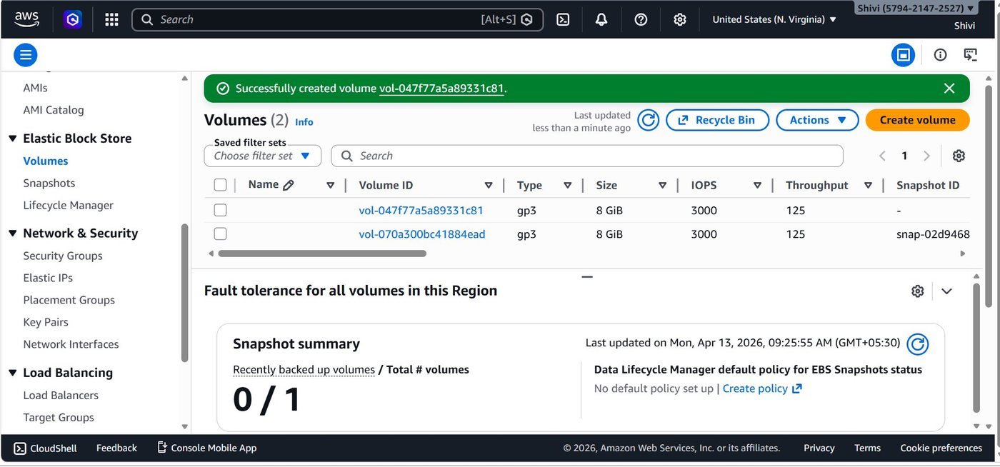 aws
Search
[Alt+S]
United States (N. Virginia)
Shivi (5794-2147-2527)
Shivi
AMIs
AMI Catalog
Elastic Block Store
Volumes
Snapshots
Lifecycle Manager
Network & Security
Security Groups
Elastic IPs
Placement Groups
Key Pairs
Network Interfaces
Load Balancing
Load Balancers
Target Groups
Successfully created volume vol-047f77a5a89331c81.
Volumes (2) Info
Last updated
less than a minute ago
Recycle Bin
Actions
Create volume
Saved filter sets
Choose filter set
Search
1
Name Volume ID Type Size IOPS Throughput Snapshot ID
vol-047f77a5a89331c81 gp3 8 GiB 3000 125 -
vol-070a300bc41884ead gp3 8 GiB 3000 125 snap-02d9468
Fault tolerance for all volumes in this Region
Snapshot summary
Last updated on Mon, Apr 13, 2026, 09:25:55 AM (GMT+05:30)
Recently backed up volumes / Total # volumes
0 / 1
Data Lifecycle Manager default policy for EBS Snapshots status
No default policy set up | Create policy
CloudShell Feedback Console Mobile App © 2026, Amazon Web Services, Inc. or its affiliates. Privacy Terms Cookie preferences